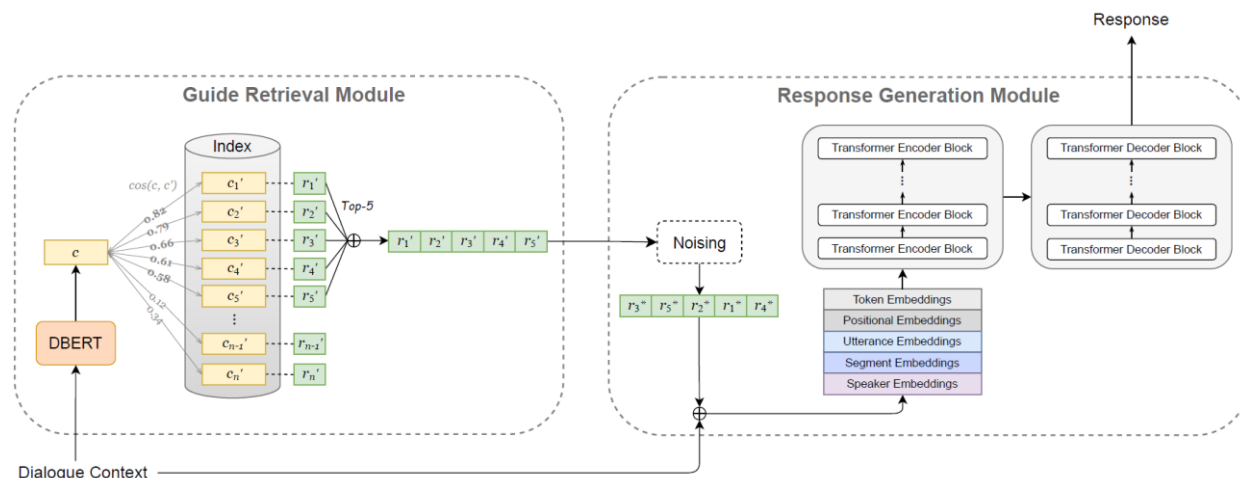 Response
Guide Retrieval Module
Response Generation Module
Index
cos(c, c')
c₁' r₁'
0.82
Top-5
c₂' r₂'
0.79
c₃' r₃'
0.66
c₄' r₄'
0.61
c₅' r₅'
0.58
⋮
0.12
cₙ₋₁' rₙ₋₁'
0.34
cₙ' rₙ'
c
DBERT
⊕
r₁' r₂' r₃' r₄' r₅'
Noising
r₃* r₅* r₂* r₁* r₄*
⊕
Transformer Encoder Block
⋮
Transformer Encoder Block
Transformer Encoder Block
Transformer Decoder Block
⋮
Transformer Decoder Block
Transformer Decoder Block
Token Embeddings
Positional Embeddings
Utterance Embeddings
Segment Embeddings
Speaker Embeddings
Dialogue Context